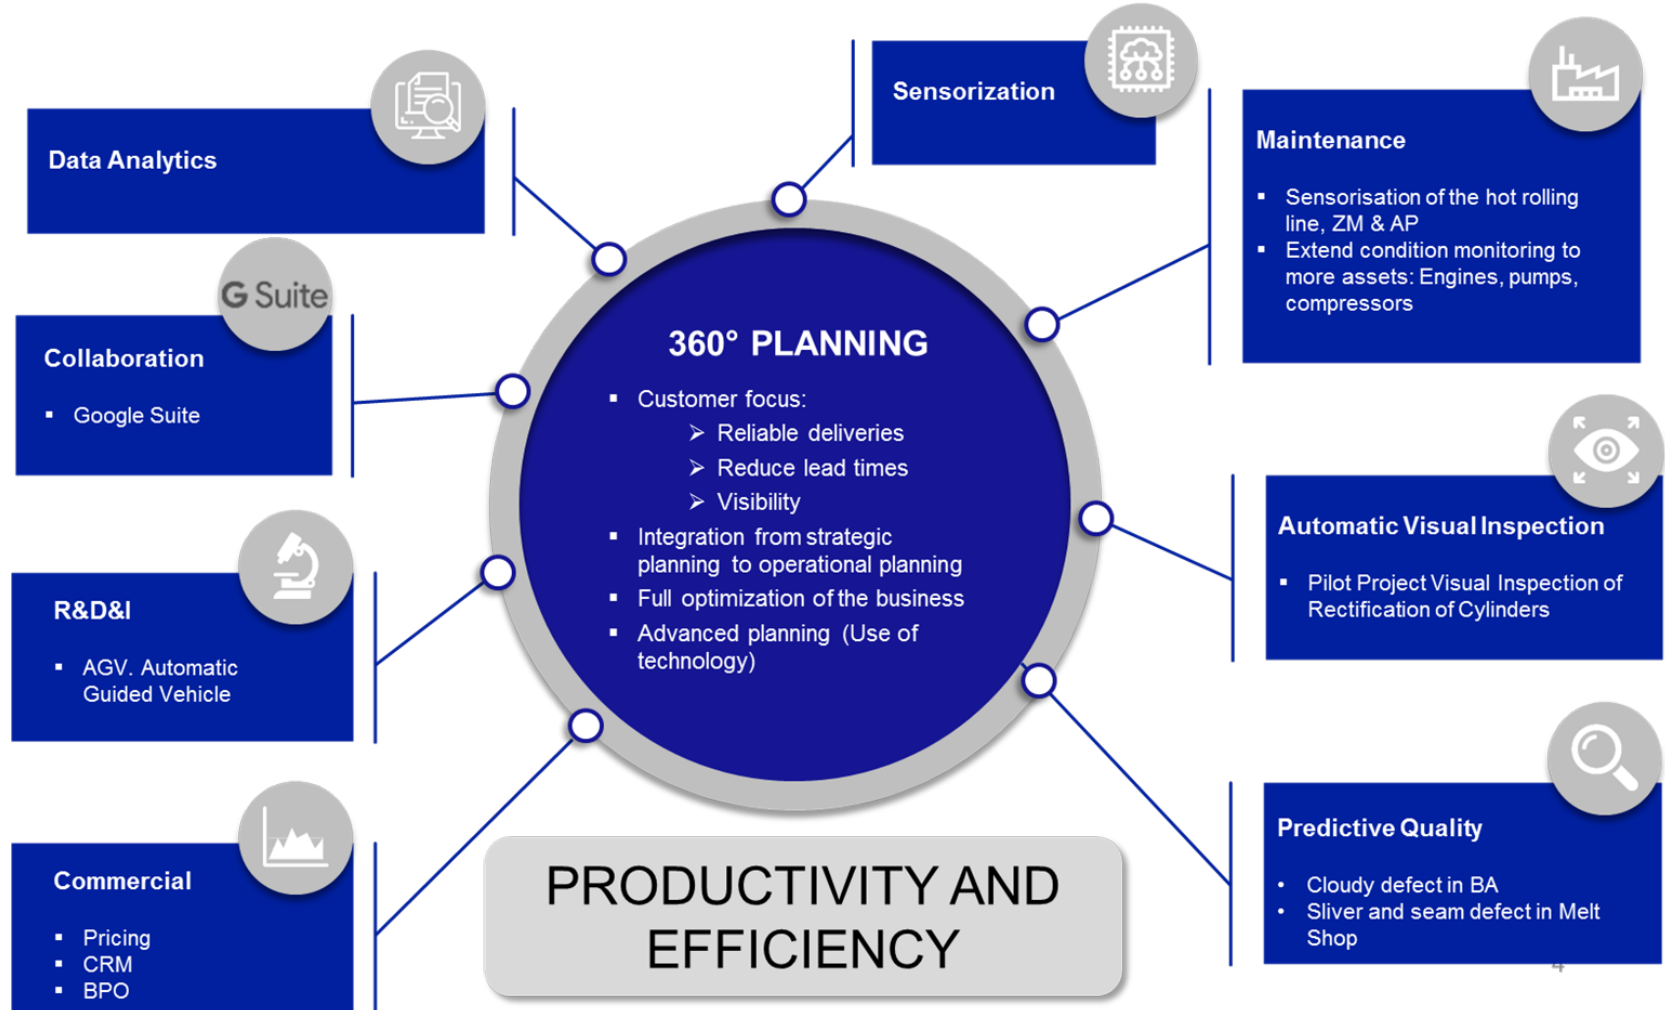 Data Analytics
G Suite
Collaboration
▪ Google Suite
R&D&I
▪ AGV. Automatic
Guided Vehicle
Commercial
▪ Pricing
▪ CRM
▪ BPO
360° PLANNING
▪ Customer focus:
➢ Reliable deliveries
➢ Reduce lead times
➢ Visibility
▪ Integration from strategic
planning to operational planning
▪ Full optimization of the business
▪ Advanced planning (Use of
technology)
PRODUCTIVITY AND
EFFICIENCY
Sensorization
Maintenance
▪ Sensorisation of the hot rolling
line, ZM & AP
▪ Extend condition monitoring to
more assets: Engines, pumps,
compressors
Automatic Visual Inspection
▪ Pilot Project Visual Inspection of
Rectification of Cylinders
Predictive Quality
• Cloudy defect in BA
• Sliver and seam defect in Melt
Shop
4